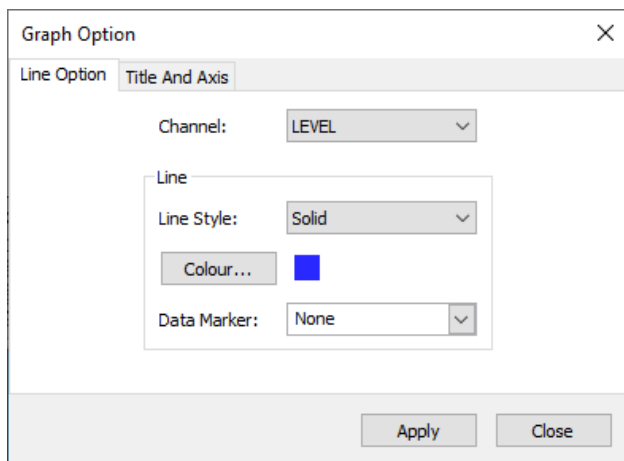 Graph Option
Line Option Title And Axis
Channel: LEVEL
Line
Line Style: Solid
Colour...
Data Marker: None
Apply Close